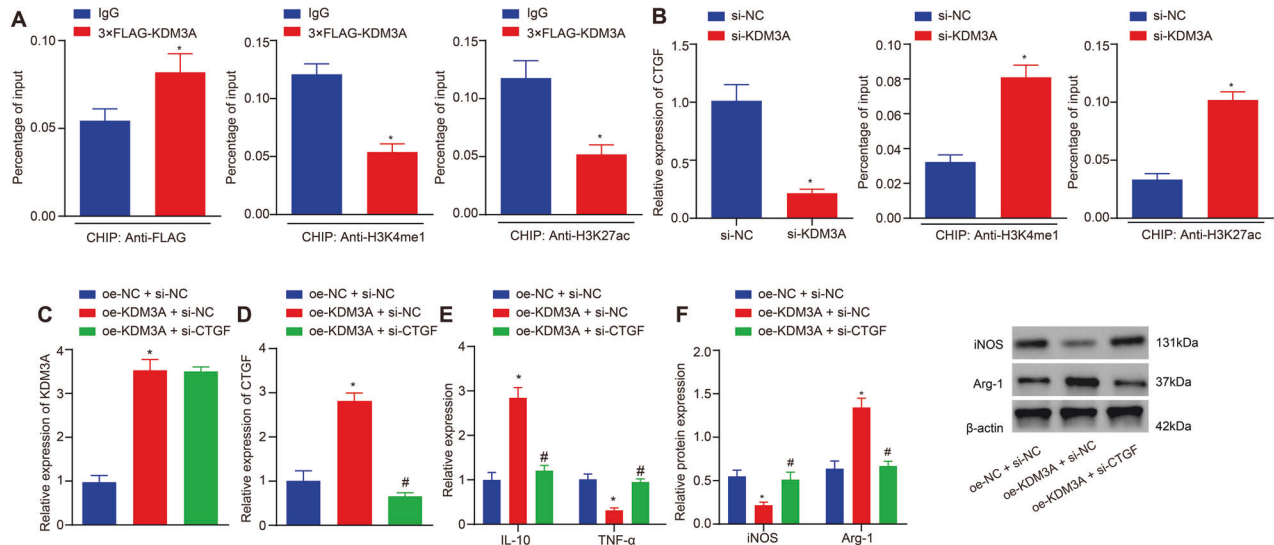 A
IgG
3×FLAG-KDM3A
Percentage of input
0.10
0.05
0.00
*
CHIP: Anti-FLAG
IgG
3×FLAG-KDM3A
Percentage of input
0.15
0.10
0.05
0.00
*
CHIP: Anti-H3K4me1
IgG
3×FLAG-KDM3A
Percentage of input
0.15
0.10
0.05
0.00
*
CHIP: Anti-H3K27ac
B
si-NC
si-KDM3A
Relative expression of CTGF
1.5
1.0
0.5
0.0
*
si-NC
si-KDM3A
si-NC
si-KDM3A
Percentage of input
0.10
0.08
0.06
0.04
0.02
0.00
*
CHIP: Anti-H3K4me1
si-NC
si-KDM3A
Percentage of input
0.15
0.10
0.05
0.00
*
CHIP: Anti-H3K27ac
C
oe-NC + si-NC
oe-KDM3A + si-NC
oe-KDM3A + si-CTGF
Relative expression of KDM3A
4
3
2
1
0
*
D
oe-NC + si-NC
oe-KDM3A + si-NC
oe-KDM3A + si-CTGF
Relative expression of CTGF
4
3
2
1
0
*
#
E
oe-NC + si-NC
oe-KDM3A + si-NC
oe-KDM3A + si-CTGF
Relative expression
4
3
2
1
0
*
#
*
#
IL-10
TNF-α
F
oe-NC + si-NC
oe-KDM3A + si-NC
oe-KDM3A + si-CTGF
Relative protein expression
2.0
1.5
1.0
0.5
0.0
*
#
*
#
iNOS
Arg-1
iNOS
131kDa
Arg-1
37kDa
β-actin
42kDa
oe-NC + si-NC
oe-KDM3A + si-NC
oe-KDM3A + si-CTGF